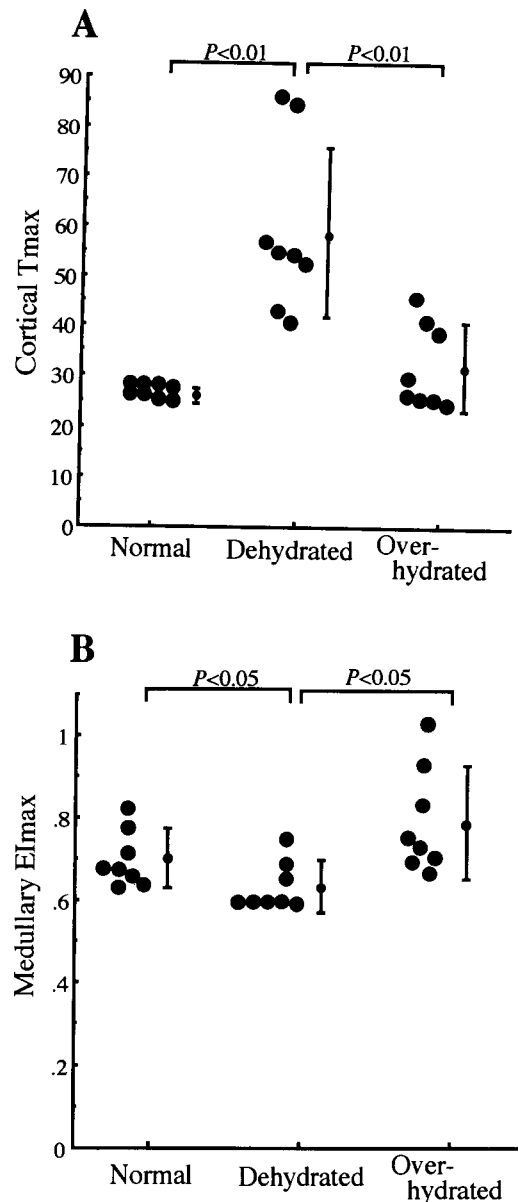 A
P<0.01 P<0.01
90
80
70
60
50
40
30
20
10
0
Cortical Tmax
Normal Dehydrated Over-
hydrated
B
P<0.05 P<0.05
1
.8
.6
.4
.2
0
Medullary EImax
Normal Dehydrated Over-
hydrated